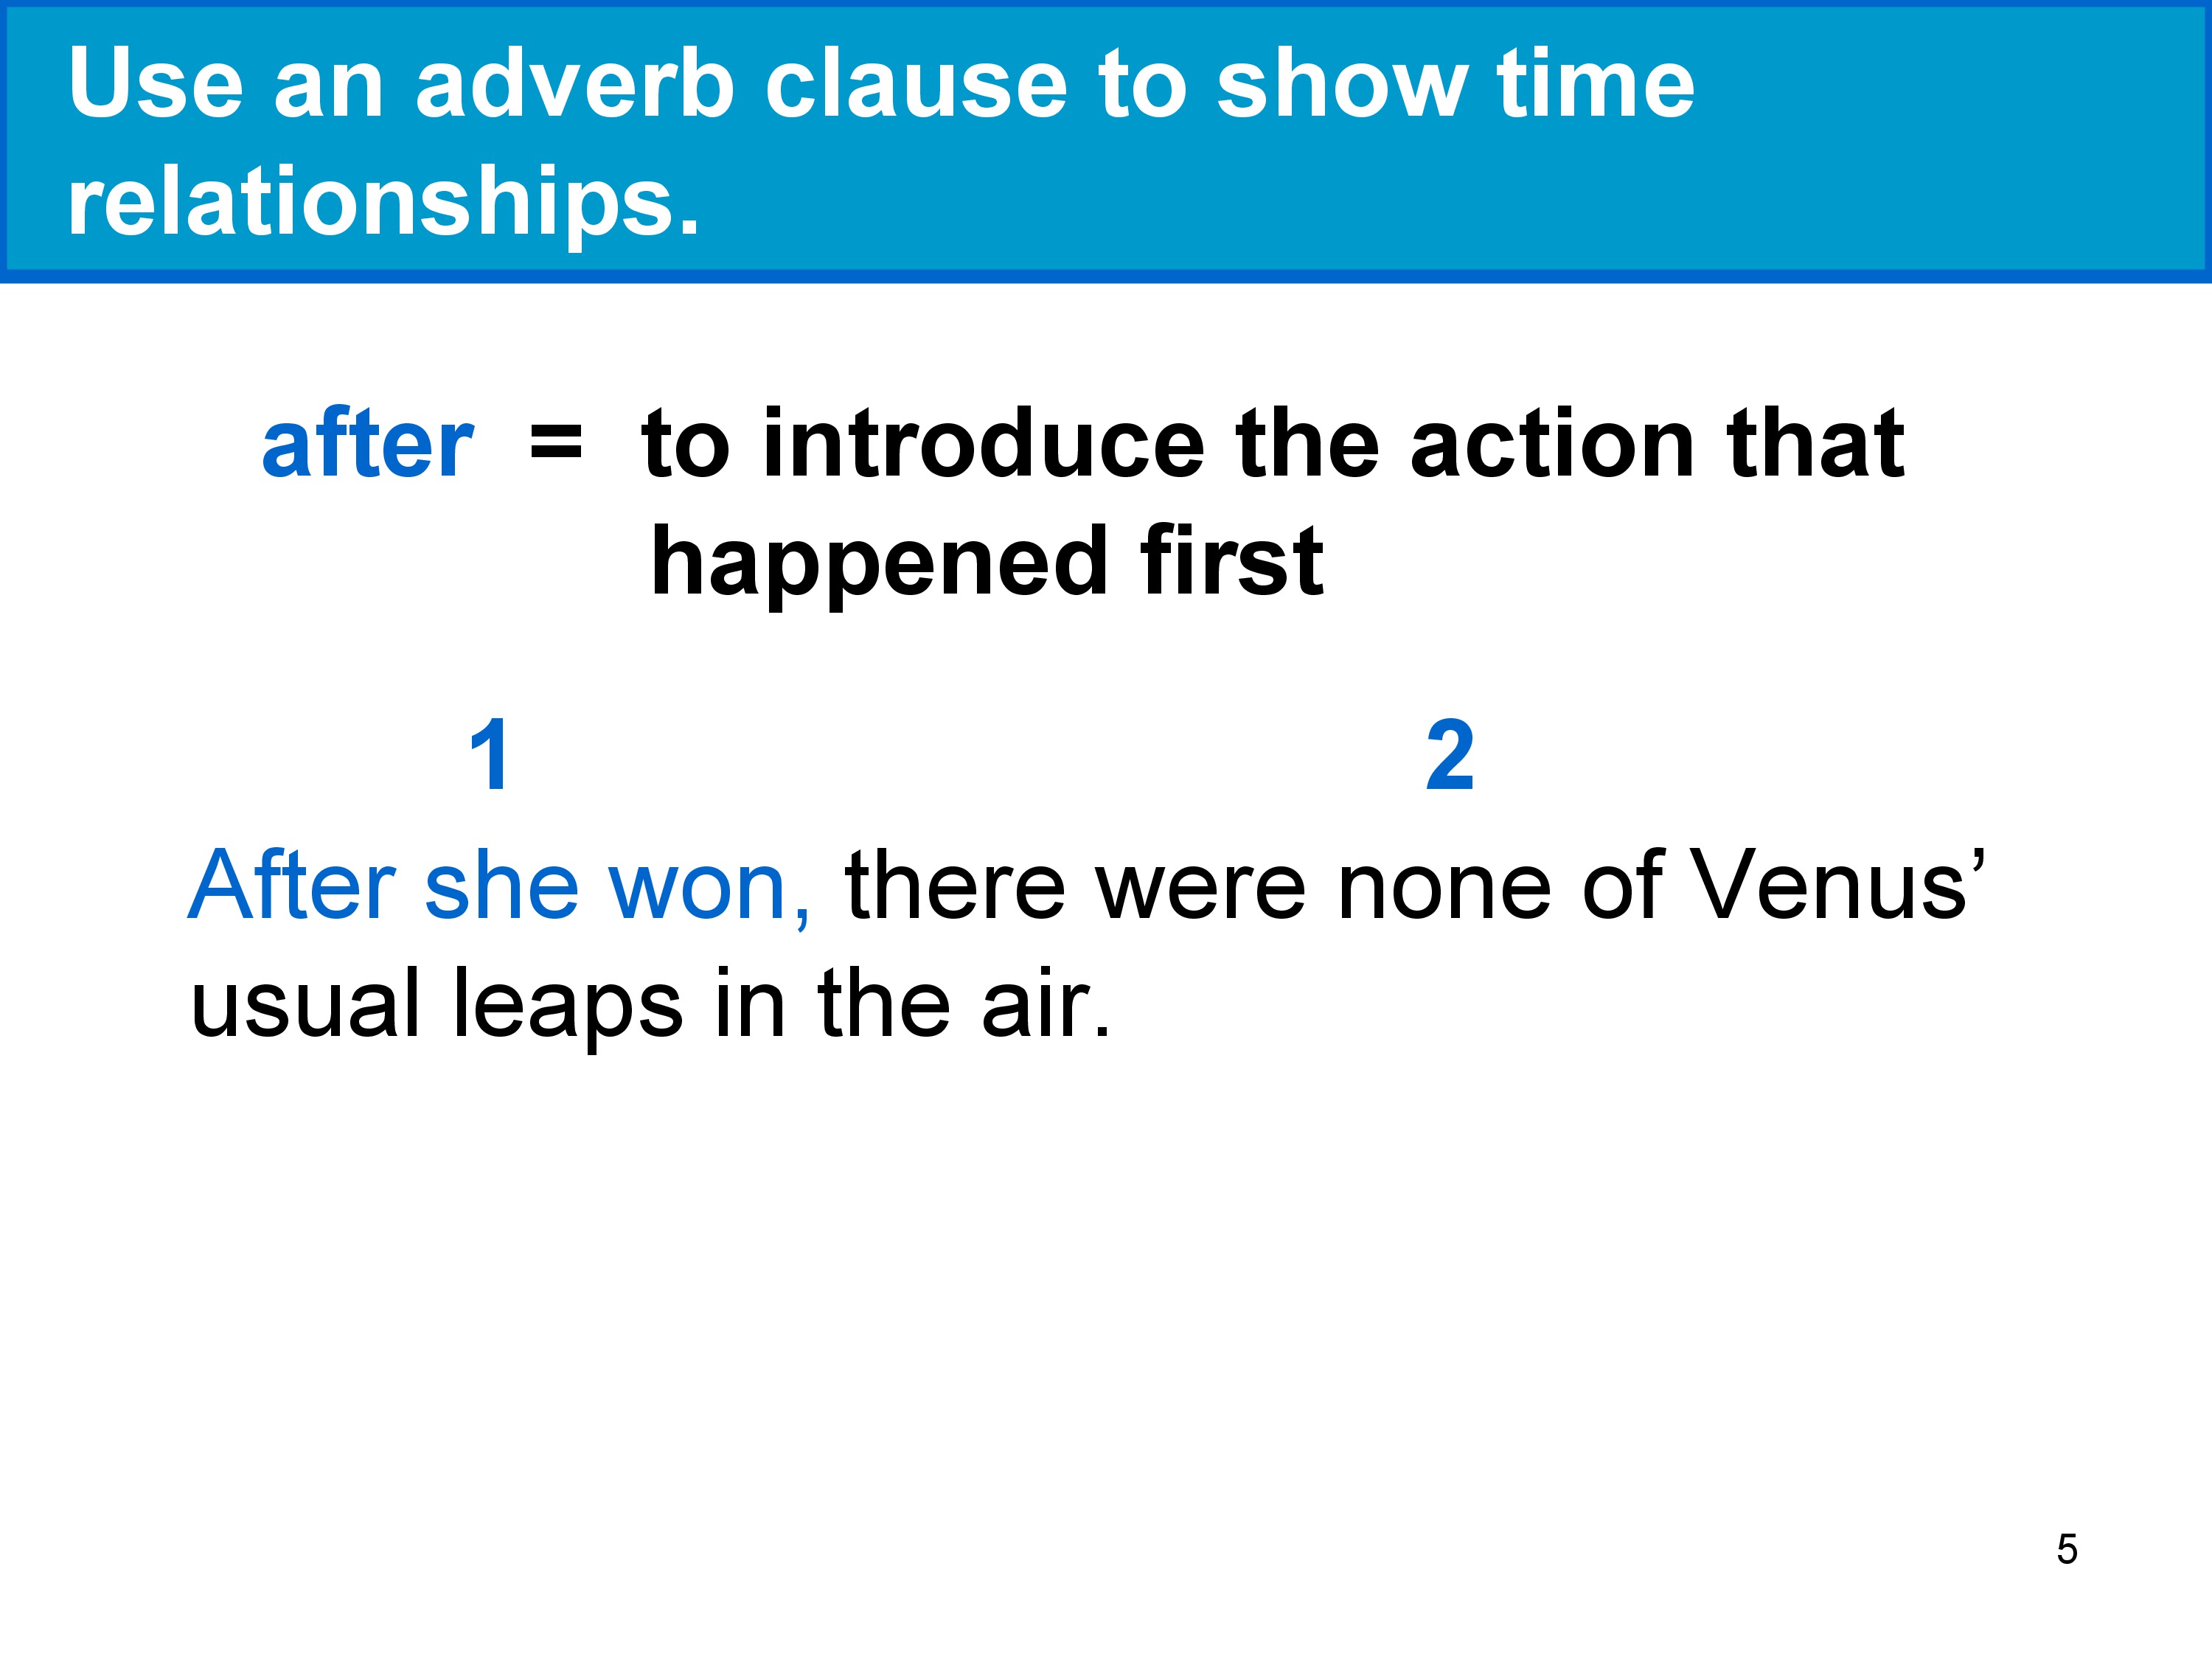 Use an adverb clause to show time
relationships.
after = to introduce the action that
happened first
1 2
After she won, there were none of Venus’
usual leaps in the air.
5